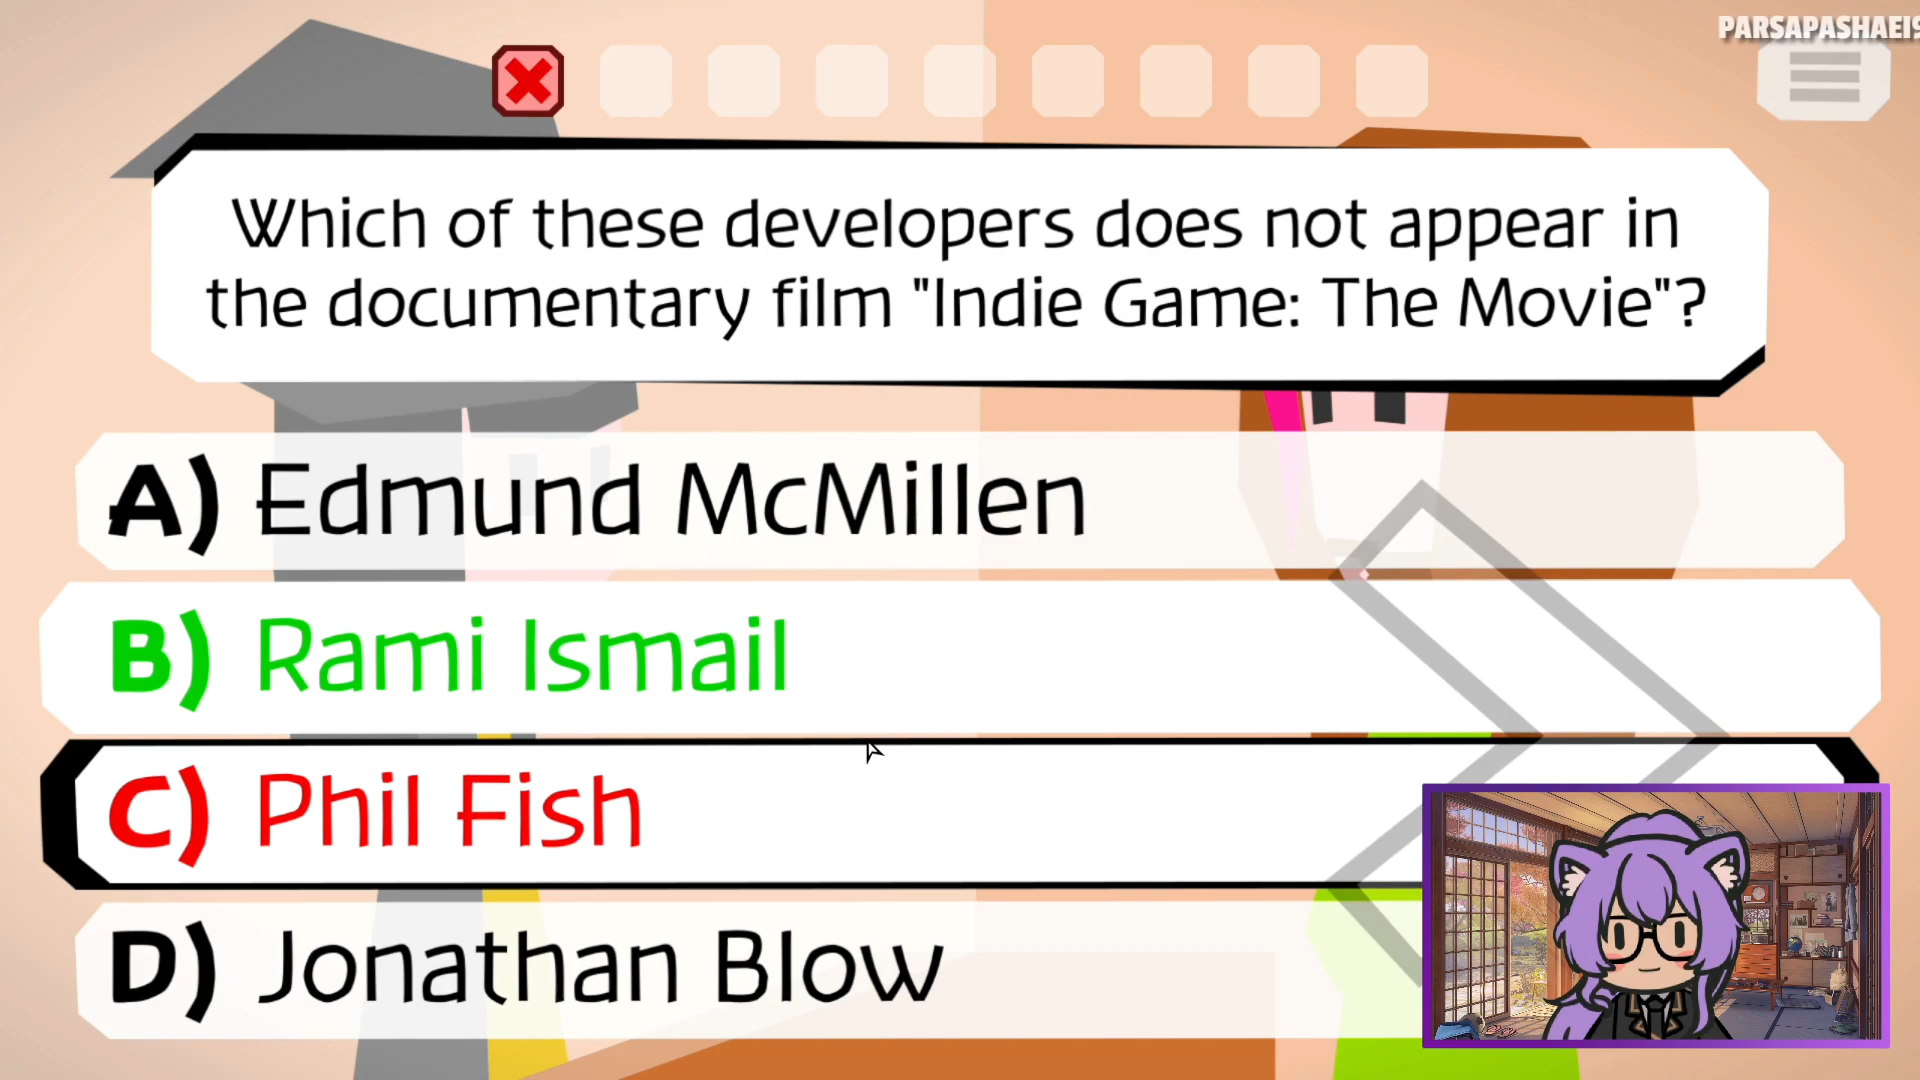 Which of these developers does not appear in
the documentary film "Indie Game: The Movie"?
A) Edmund McMillen
B) Rami Ismail
C) Phil Fish
D) Jonathan Blow